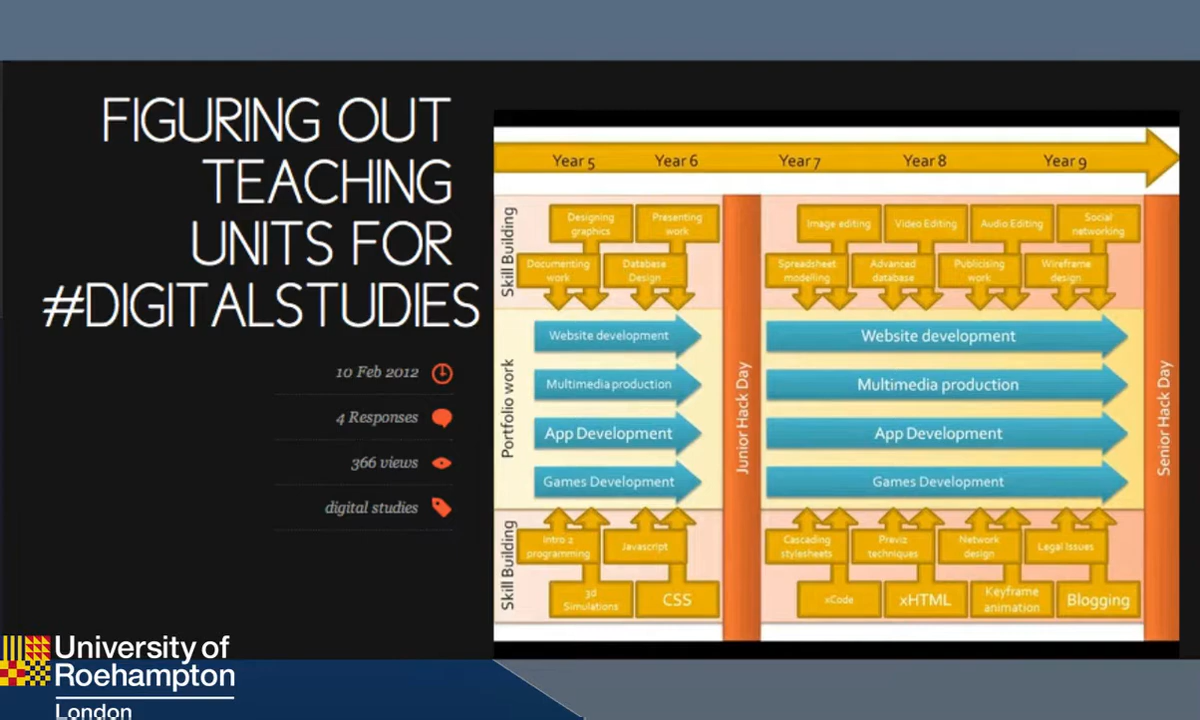 FIGURING OUT
TEACHING
UNITS FOR
#DIGITALSTUDIES
10 Feb 2012
4 Responses
366 views
digital studies
Year 5 Year 6 Year 7 Year 8 Year 9
Skill Building
Designing
graphics
Presenting
work
Documenting
work
Database
Design
Image editing
Video Editing
Audio Editing
Social
networking
Spreadsheet
modelling
Advanced
database
Publicising
work
Wireframe
design
Portfolio work
Website development
Multimedia production
App Development
Games Development
Junior Hack Day
Website development
Multimedia production
App Development
Games Development
Senior Hack Day
Skill Building
Intro 2
programming
Javascript
3d
Simulations
CSS
Cascading
stylesheets
Previz
techniques
Network
design
Legal Issues
xCode
xHTML
Keyframe
animation
Blogging
University of
Roehampton
London